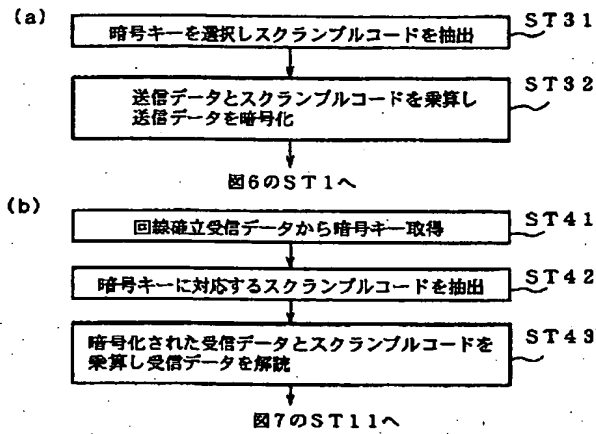 (a)
暗号キーを選択しスクランブルコードを抽出 ST31
送信データとスクランブルコードを乗算し ST32
送信データを暗号化
図6のST1へ
(b)
回線確立受信データから暗号キー取得 ST41
暗号キーに対応するスクランブルコードを抽出 ST42
暗号化された受信データとスクランブルコードを ST43
乗算し受信データを解読
図7のST11へ